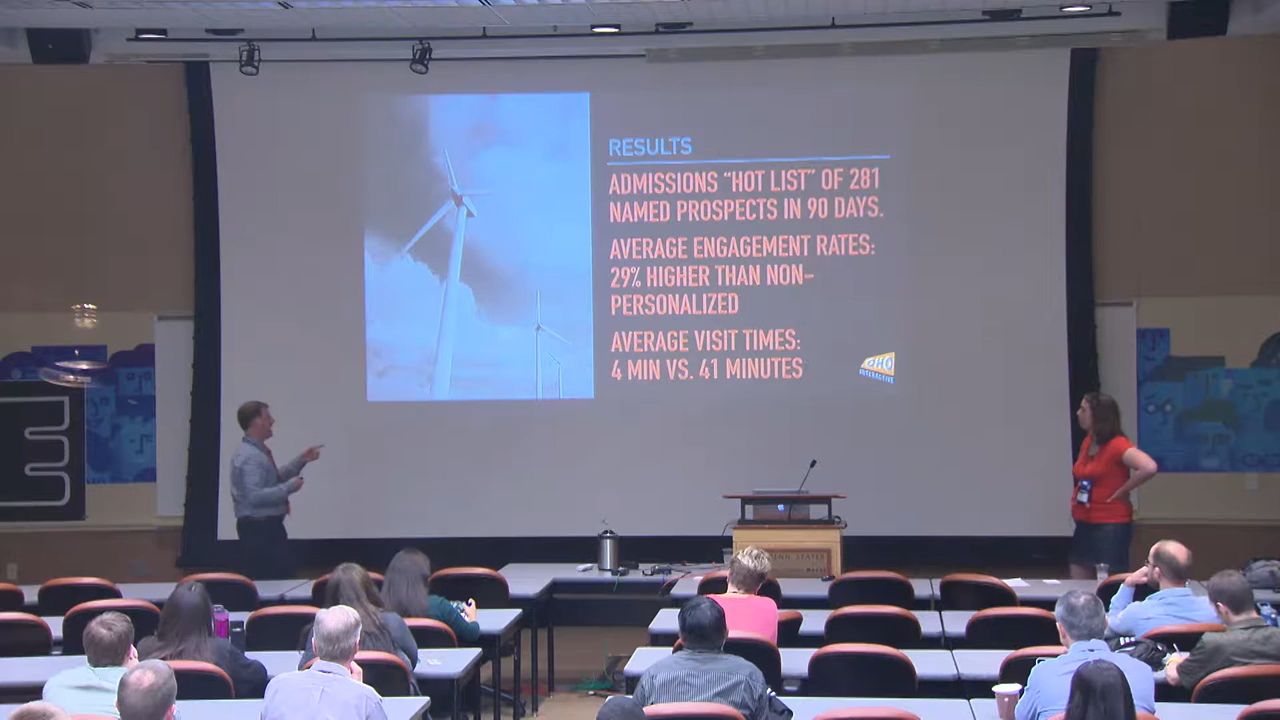 RESULTS
ADMISSIONS “HOT LIST” OF 281
NAMED PROSPECTS IN 90 DAYS.
AVERAGE ENGAGEMENT RATES:
29% HIGHER THAN NON-
PERSONALIZED
AVERAGE VISIT TIMES:
4 MIN VS. 41 MINUTES
INTERACTIVE